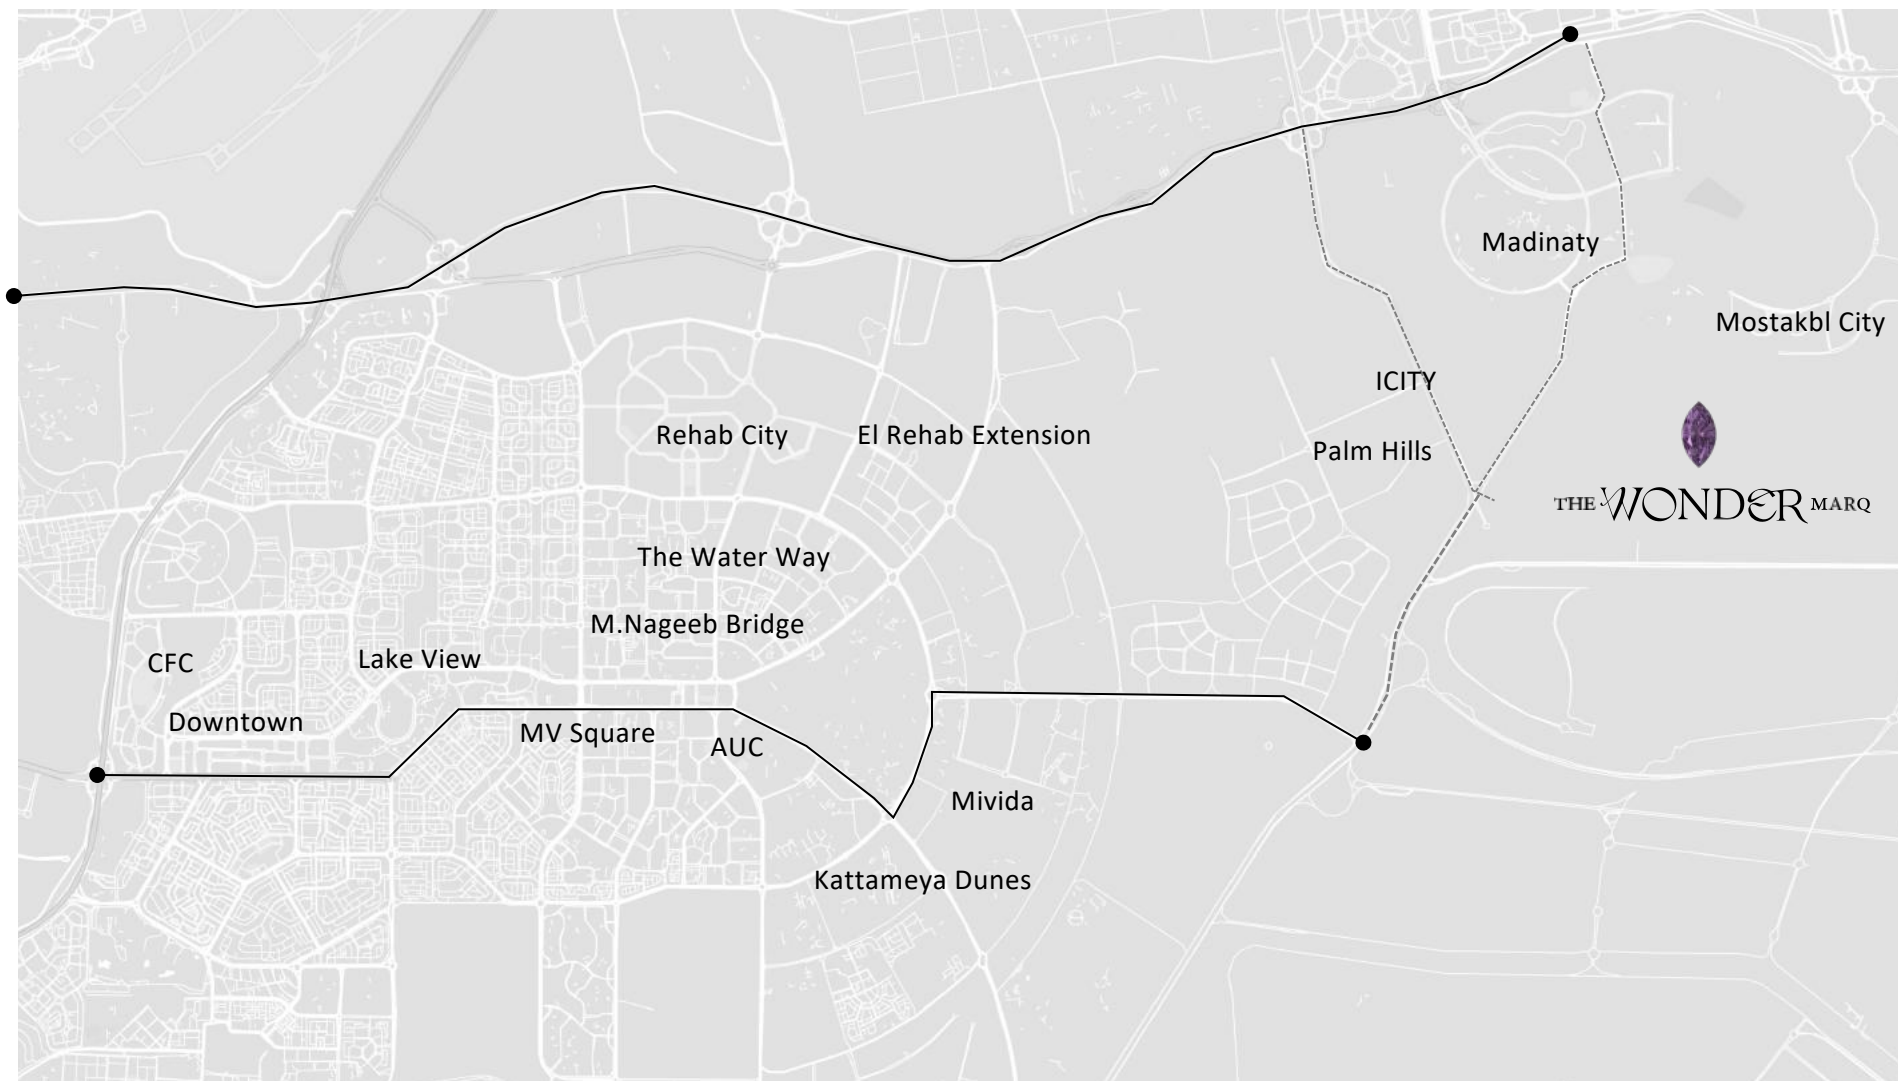 Madinaty
Mostakbl City
ICITY
Rehab City
El Rehab Extension
Palm Hills
THE WONDER MARQ
The Water Way
M.Nageeb Bridge
CFC
Lake View
Downtown
MV Square
AUC
Mivida
Kattameya Dunes